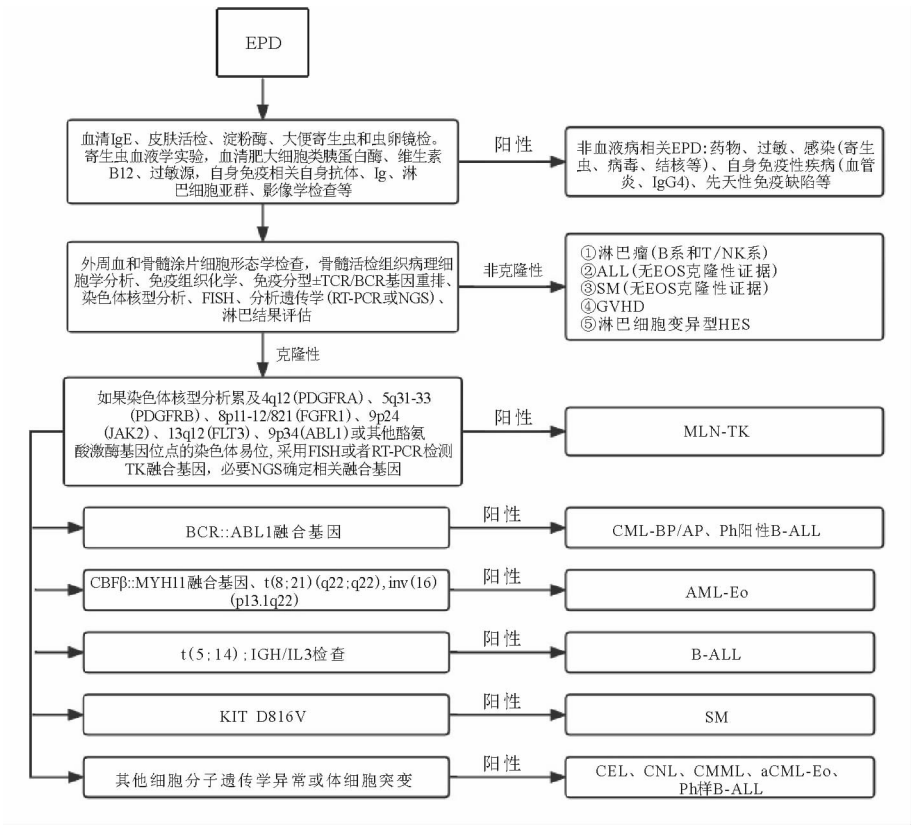 EPD
血清IgE、皮肤活检、淀粉酶、大便寄生虫和虫卵镜检。
寄生虫血液学实验，血清肥大细胞类胰蛋白酶、维生素
B12、过敏源，自身免疫相关自身抗体、Ig、淋
巴细胞亚群、影像学检查等
阳性
非血液病相关EPD:药物、过敏、感染(寄生
虫、病毒、结核等)、自身免疫性疾病(血管
炎、IgG4)、先天性免疫缺陷等
外周血和骨髓涂片细胞形态学检查，骨髓活检组织病理细
胞学分析、免疫组织化学、免疫分型±TCR/BCR基因重排、
染色体核型分析、FISH、分析遗传学(RT-PCR或NGS)、
淋巴结果评估
非克隆性
①淋巴瘤(B系和T/NK系)
②ALL(无EOS克隆性证据)
③SM(无EOS克隆性证据)
④GVHD
⑤淋巴细胞变异型HES
克隆性
如果染色体核型分析累及4q12(PDGFRA)、5q31-33
(PDGFRB)、8p11-12/821(FGFR1)、9p24
(JAK2)、13q12(FLT3)、9p34(ABL1)或其他酪氨
酸激酶基因位点的染色体易位,采用FISH或者RT-PCR检测
TK融合基因，必要NGS确定相关融合基因
阳性
MLN-TK
BCR::ABL1融合基因
阳性
CML-BP/AP、Ph阳性B-ALL
CBFβ::MYH11融合基因、t(8;21)(q22;q22),inv(16)
(p13.1q22)
阳性
AML-Eo
t(5;14);IGH/IL3检查
阳性
B-ALL
KIT D816V
阳性
SM
其他细胞分子遗传学异常或体细胞突变
阳性
CEL、CNL、CMML、aCML-Eo、
Ph样B-ALL